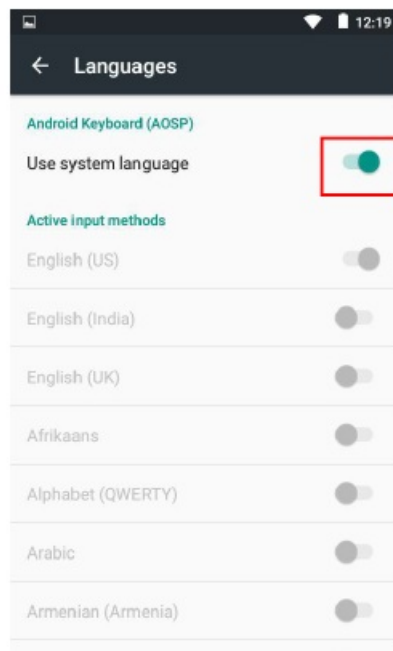 12:19
Languages
Android Keyboard (AOSP)
Use system language
Active input methods
English (US)
English (India)
English (UK)
Afrikaans
Alphabet (QWERTY)
Arabic
Armenian (Armenia)